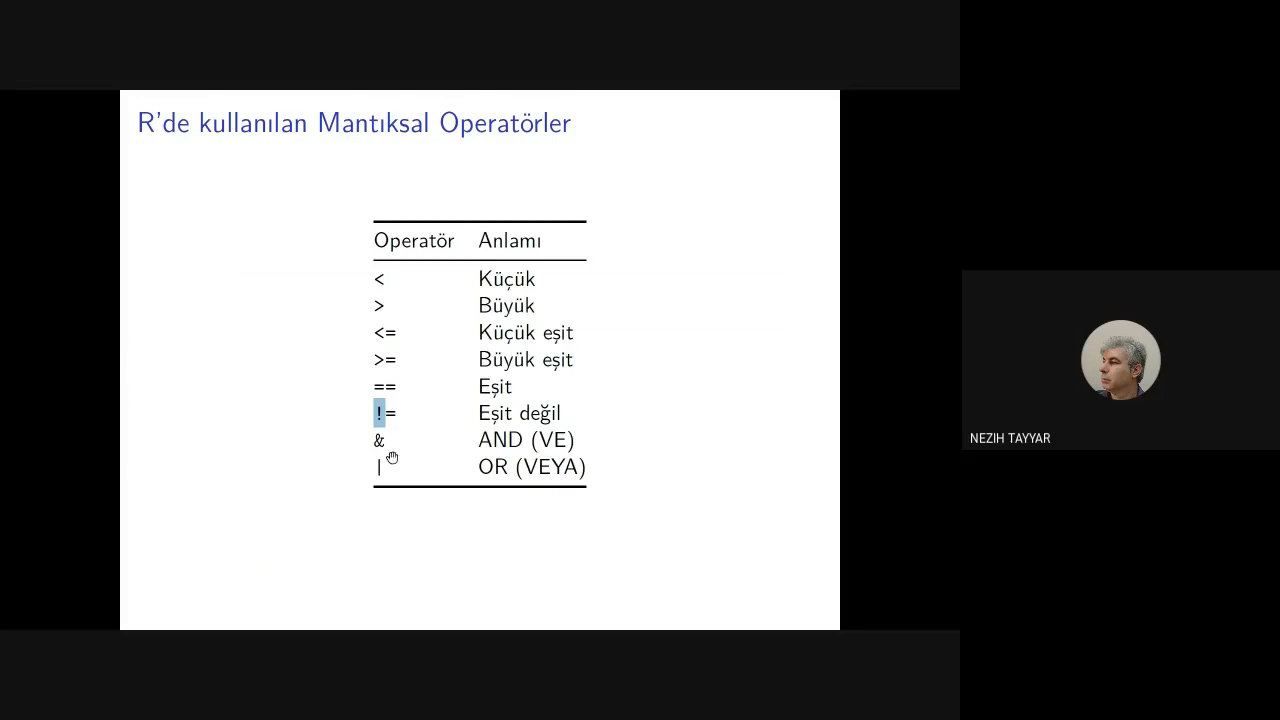 R'de kullanılan Mantıksal Operatörler
Operatör Anlamı
< Küçük
> Büyük
<= Küçük eşit
>= Büyük eşit
== Eşit
!= Eşit değil
& AND (VE)
| OR (VEYA)
NEZIH TAYYAR